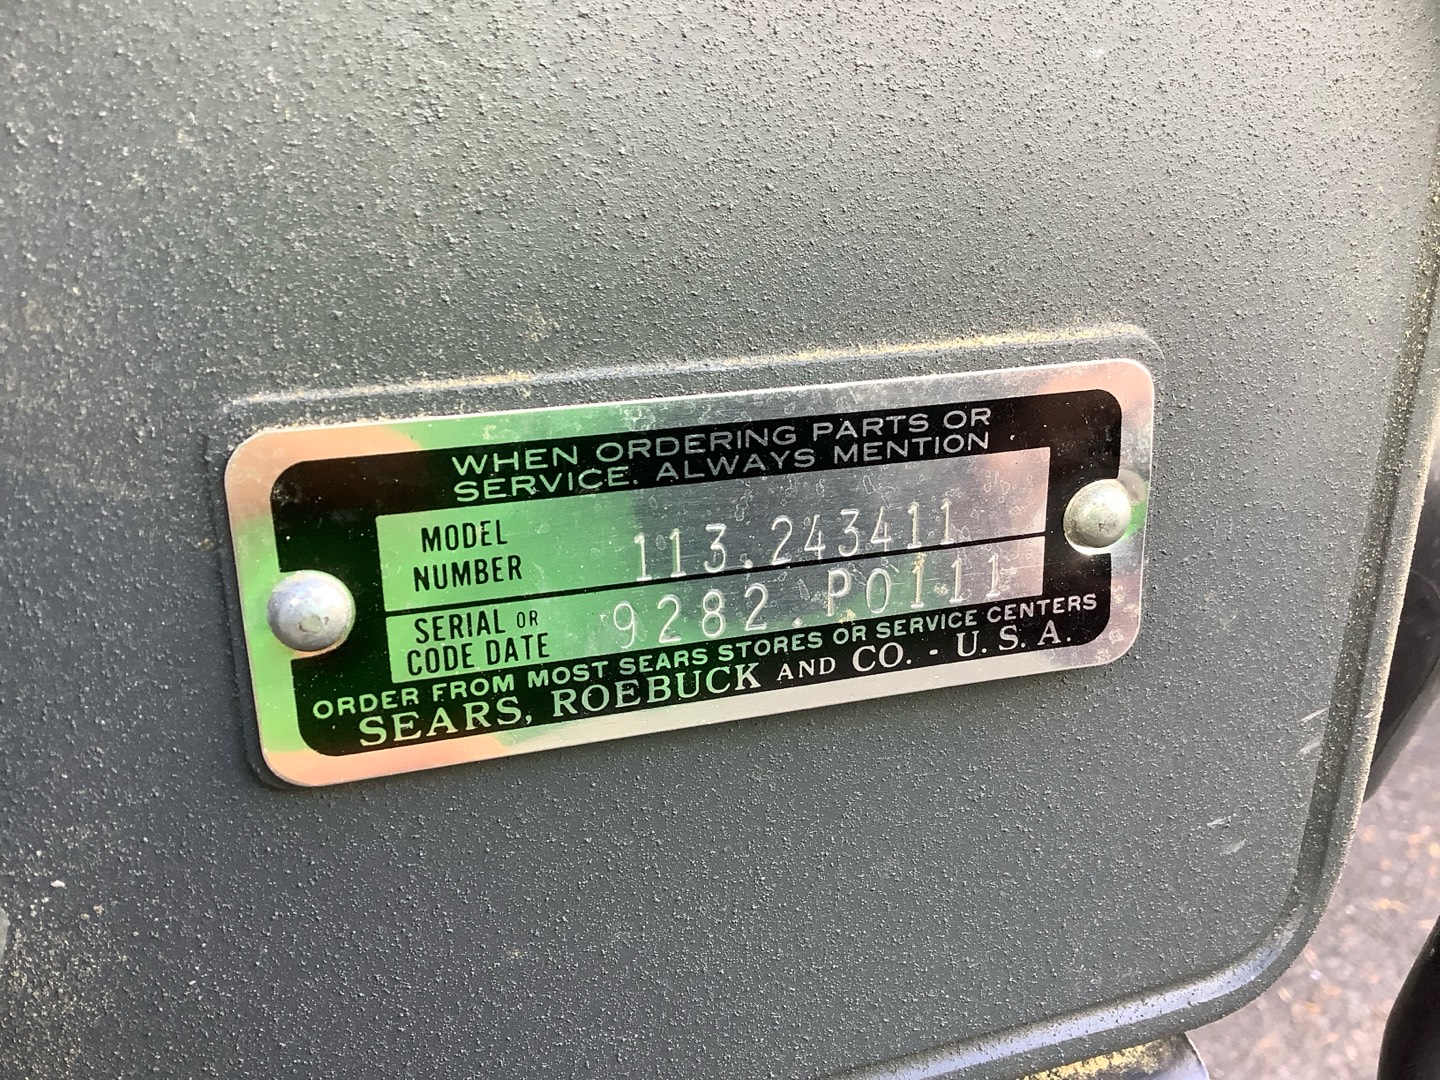 WHEN ORDERING PARTS OR
SERVICE. ALWAYS MENTION
MODEL
NUMBER
113.243411
SERIAL OR
CODE DATE
9282.P0111
ORDER FROM MOST SEARS STORES OR SERVICE CENTERS
SEARS, ROEBUCK AND CO. - U. S. A.